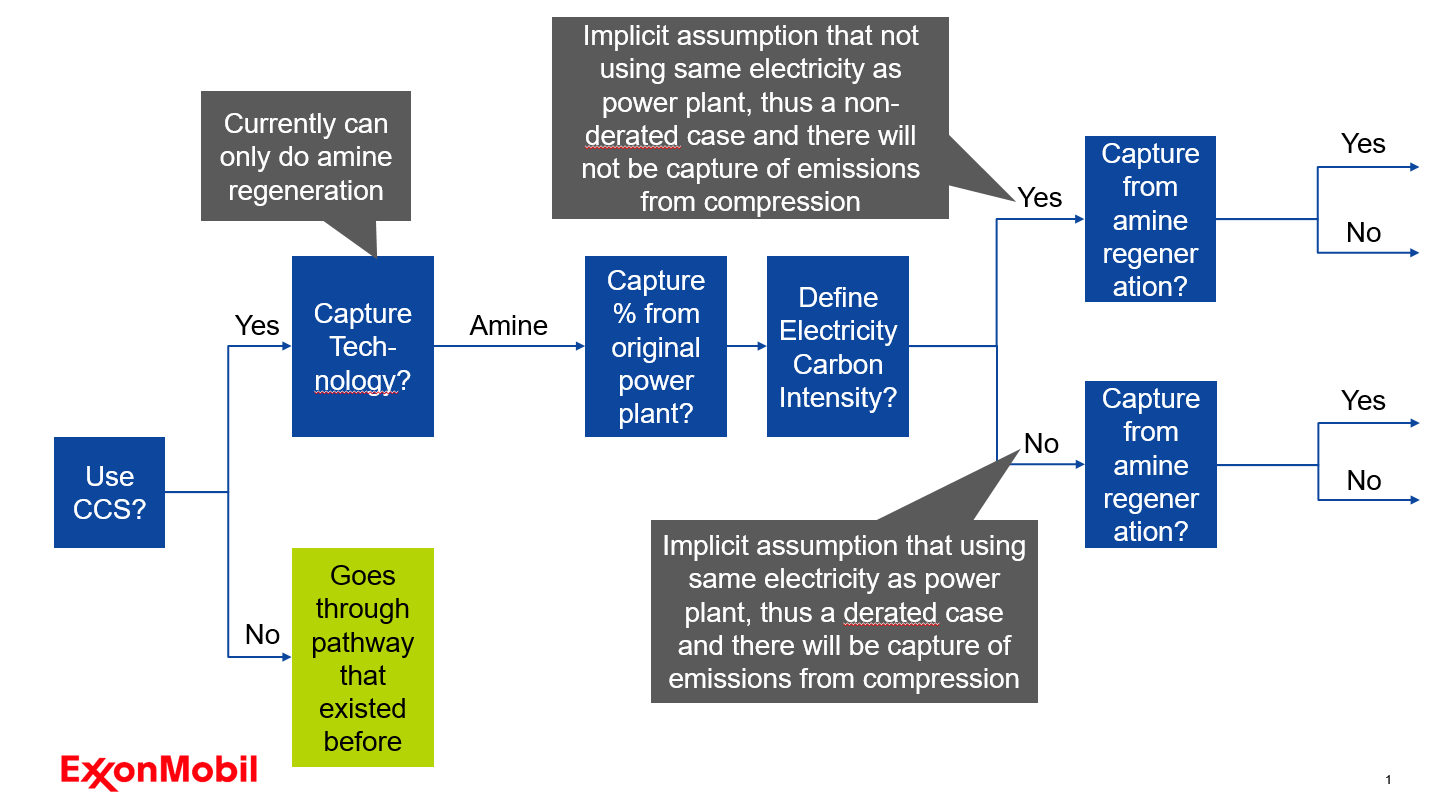 Implicit assumption that not
using same electricity as
power plant, thus a non-
derated case and there will
not be capture of emissions
from compression
Currently can
only do amine
regeneration
Yes
Capture
from
amine
regener
ation?
Yes
No
Yes
Capture
Tech-
nology?
Amine
Capture
% from
original
power
plant?
Define
Electricity
Carbon
Intensity?
Use
CCS?
No
Capture
from
amine
regener
ation?
Yes
No
Implicit assumption that using
same electricity as power
plant, thus a derated case
and there will be capture of
emissions from compression
No
Goes
through
pathway
that
existed
before
ExxonMobil
1